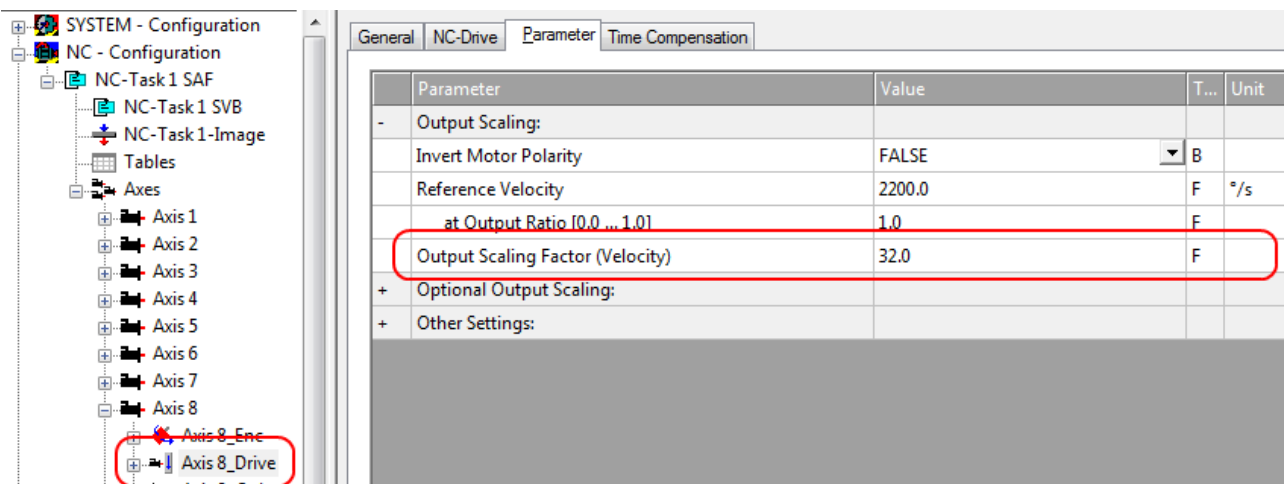 SYSTEM - Configuration
NC - Configuration
NC-Task 1 SAF
NC-Task 1 SVB
NC-Task 1-Image
Tables
Axes
Axis 1
Axis 2
Axis 3
Axis 4
Axis 5
Axis 6
Axis 7
Axis 8
Axis 8_Enc
Axis 8_Drive
General NC-Drive Parameter Time Compensation
Parameter Value T... Unit
- Output Scaling:
Invert Motor Polarity FALSE B
Reference Velocity 2200.0 F °/s
at Output Ratio [0.0 ... 1.0] 1.0 F
Output Scaling Factor (Velocity) 32.0 F
+ Optional Output Scaling:
+ Other Settings: